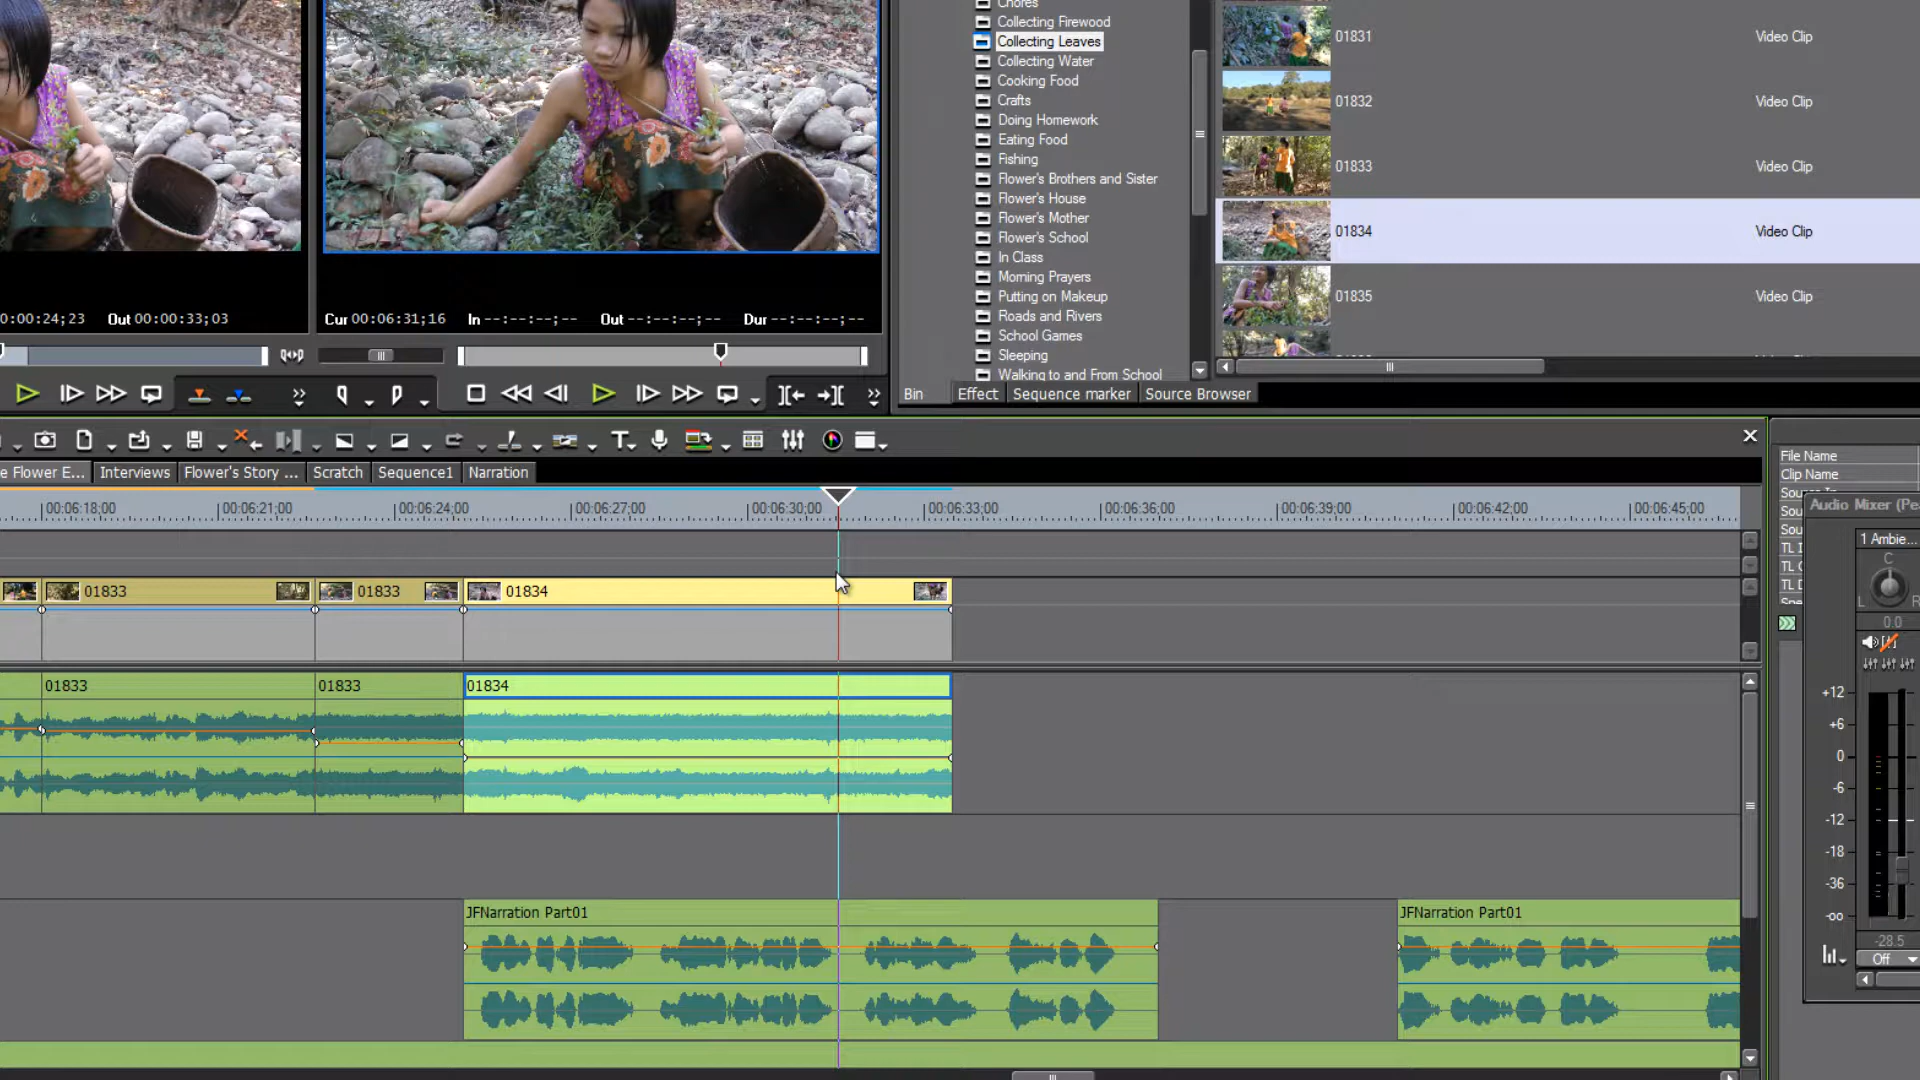 Chores
Collecting Firewood
Collecting Leaves
Collecting Water
Cooking Food
Crafts
Doing Homework
Eating Food
Fishing
Flower's Brothers and Sister
Flower's House
Flower's Mother
Flower's School
In Class
Morning Prayers
Putting on Makeup
Roads and Rivers
School Games
Sleeping
Walking to and From School
01831 Video Clip
01832 Video Clip
01833 Video Clip
01834 Video Clip
01835 Video Clip
0:00:24;23 Out 00:00:33;03
Cur 00:06:31;16 In --:--:--;-- Out --:--:--;-- Dur --:--:--;--
Bin Effect Sequence marker Source Browser
e Flower E... Interviews Flower's Story ... Scratch Sequence1 Narration
00:06:18;00 00:06:21;00 00:06:24;00 00:06:27;00 00:06:30;00 00:06:33;00 00:06:36;00 00:06:39;00 00:06:42;00 00:06:45;00
01833 01833 01834
01833 01833 01834
JFNarration Part01 JFNarration Part01
File Name
Clip Name
Sou
Sou
TL
TL
Audio Mixer (Pe
1 Ambie...
C
L R
0.0
+12
+6
0
-6
-12
-18
-36
-oo
-28.5
Off